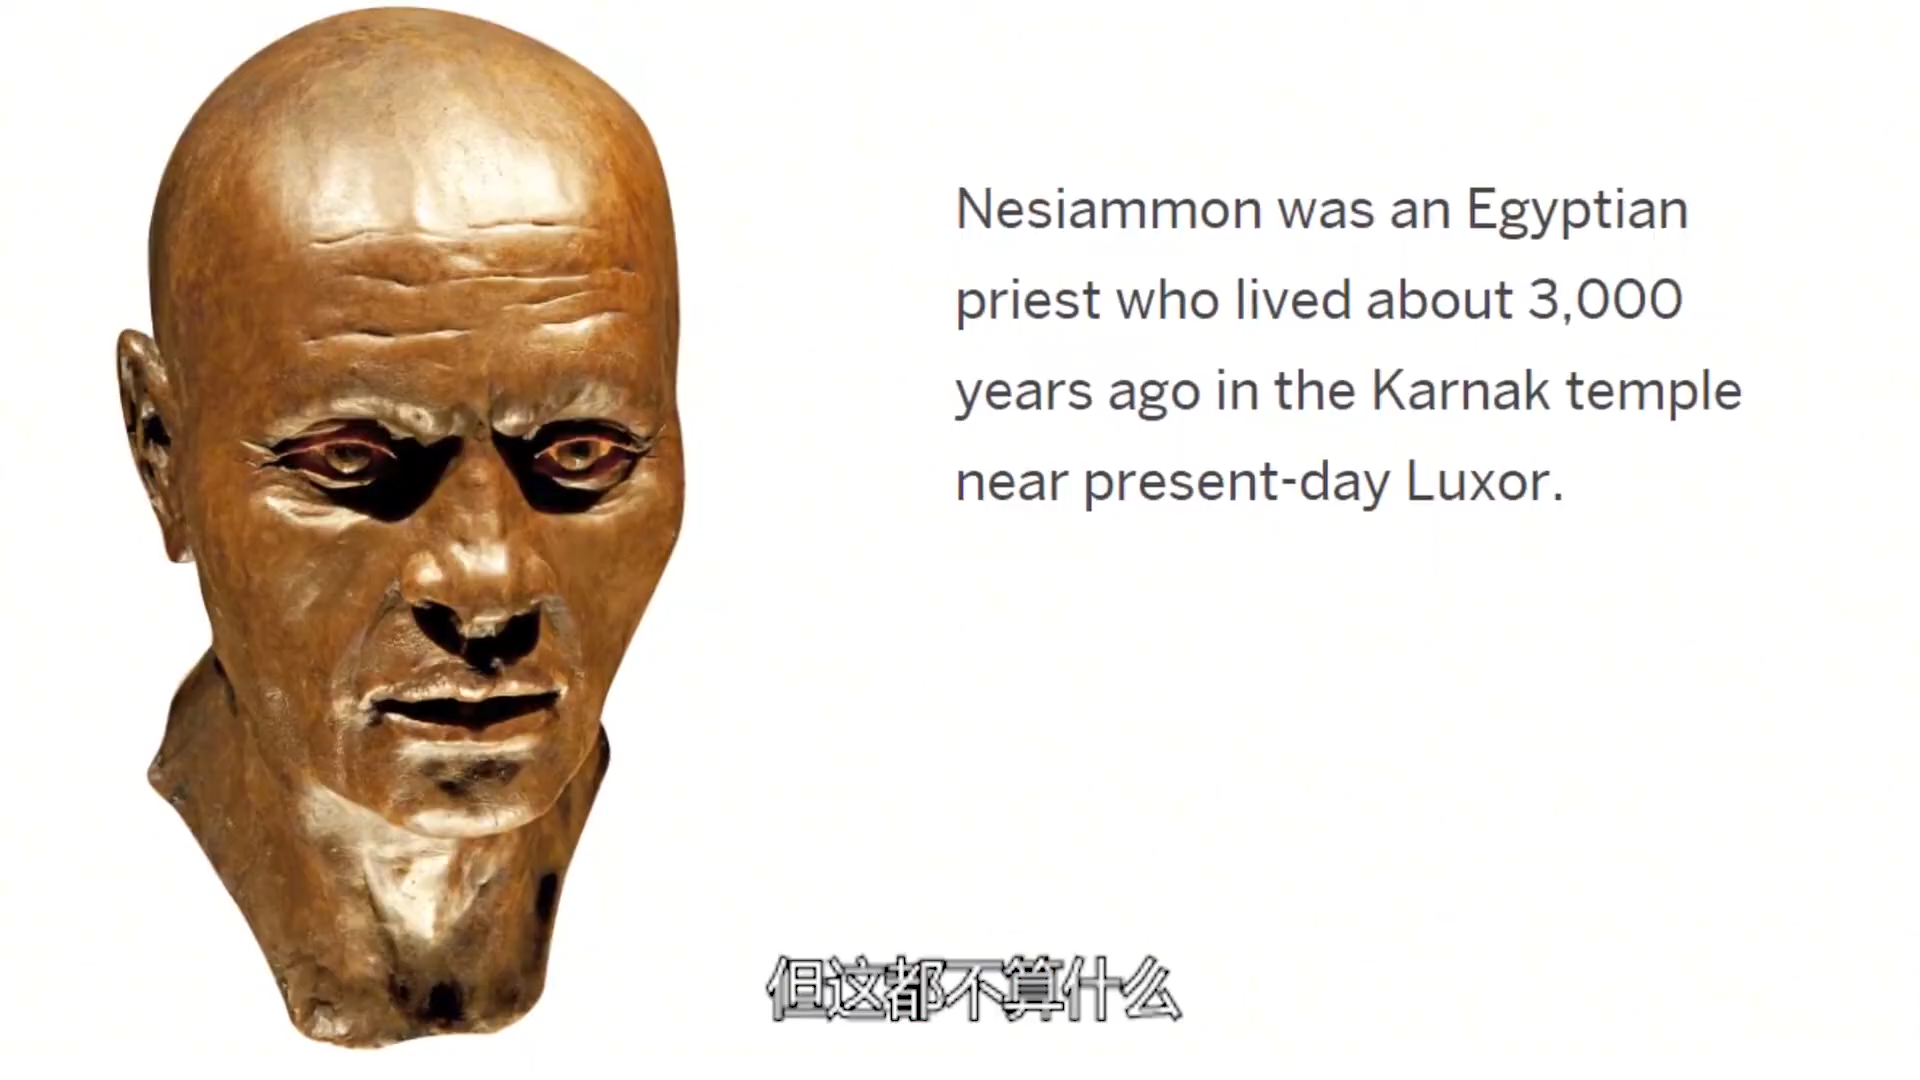 Nesiammon was an Egyptian
priest who lived about 3,000
years ago in the Karnak temple
near present-day Luxor.
但这都不算什么